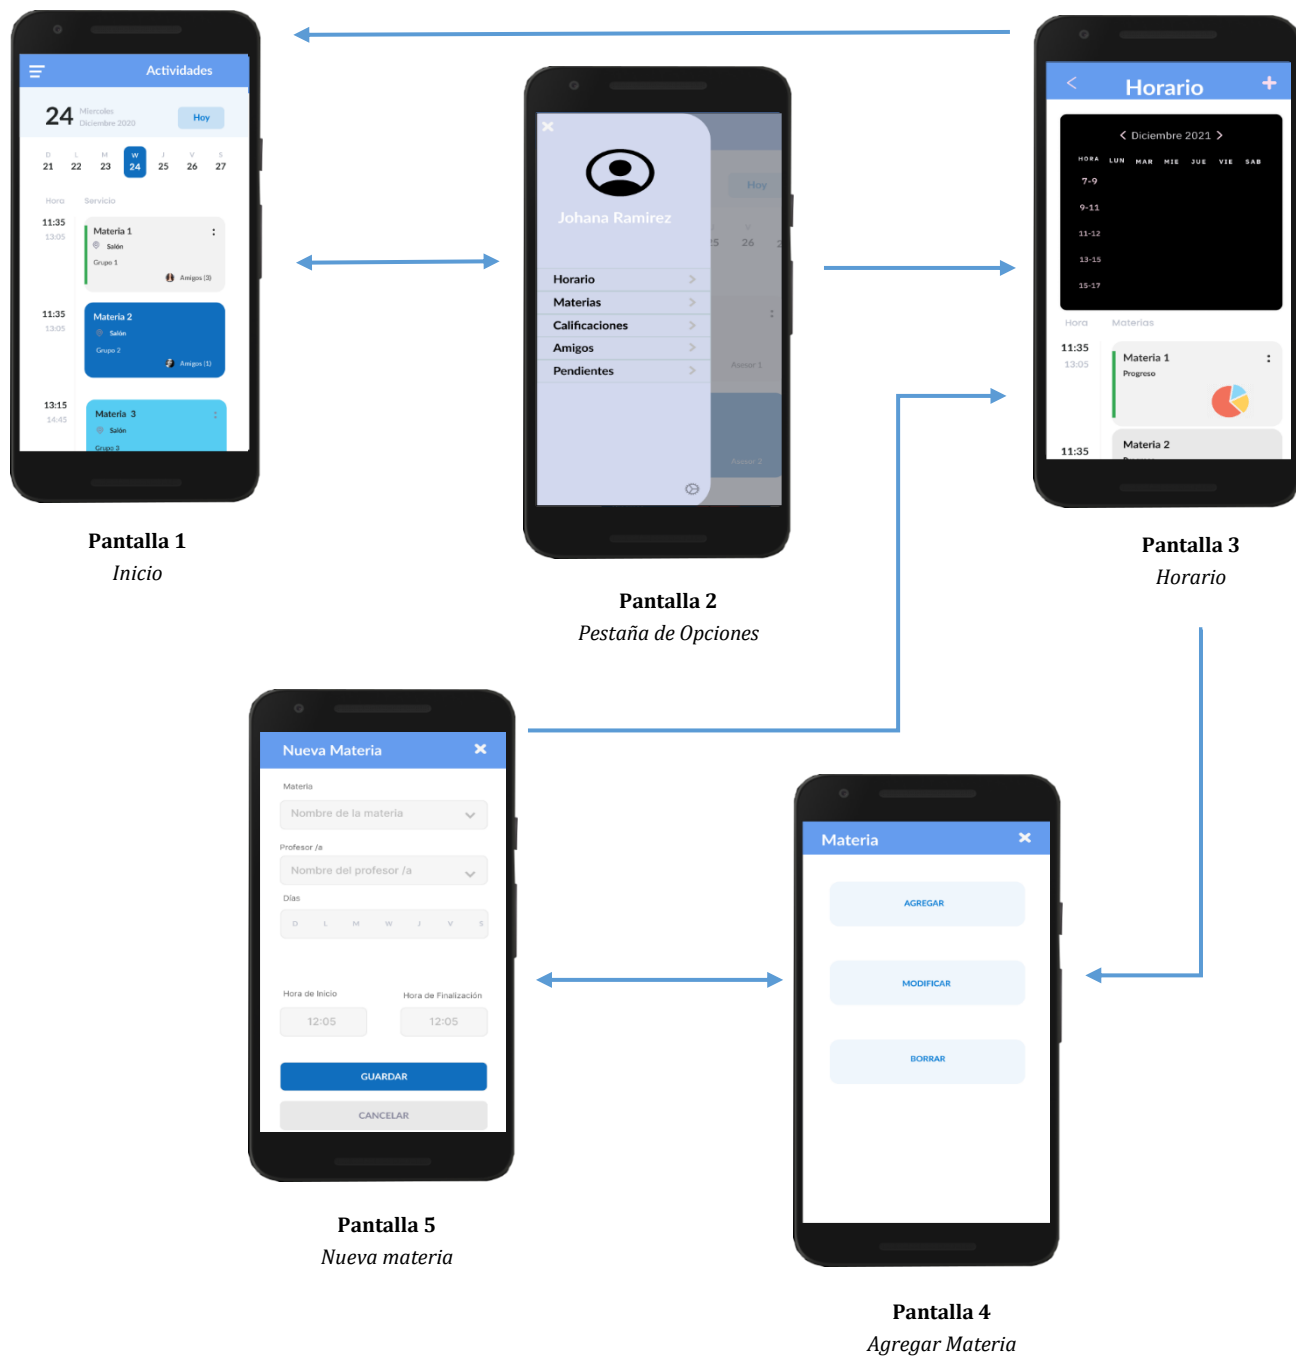 Actividades
24
Miercoles
Diciembre 2020
Hoy
D L M W J V S
21 22 23 24 25 26 27
Hora Servicio
11:35
13:05
Materia 1
Salón
Grupo 1
Amigos (3)
11:35
13:05
Materia 2
Salón
Grupo 2
Amigos (1)
13:15
14:45
Materia 3
Salón
Grupo 3
Pantalla 1
Inicio
Johana Ramirez
Horario
Materias
Calificaciones
Amigos
Pendientes
Hoy
V
25 26
Asesor 1
Asesor 2
Pantalla 2
Pestaña de Opciones
Horario
Diciembre 2021
HORA LUN MAR MIE JUE VIE SAB
7-9
9-11
11-12
13-15
15-17
Hora Materias
11:35
13:05
Materia 1
Progreso
11:35
Materia 2
Pantalla 3
Horario
Nueva Materia
Materia
Nombre de la materia
Profesor /a
Nombre del profesor /a
Días
D L M W J V S
Hora de Inicio Hora de Finalización
12:05 12:05
GUARDAR
CANCELAR
Pantalla 5
Nueva materia
Materia
AGREGAR
MODIFICAR
BORRAR
Pantalla 4
Agregar Materia